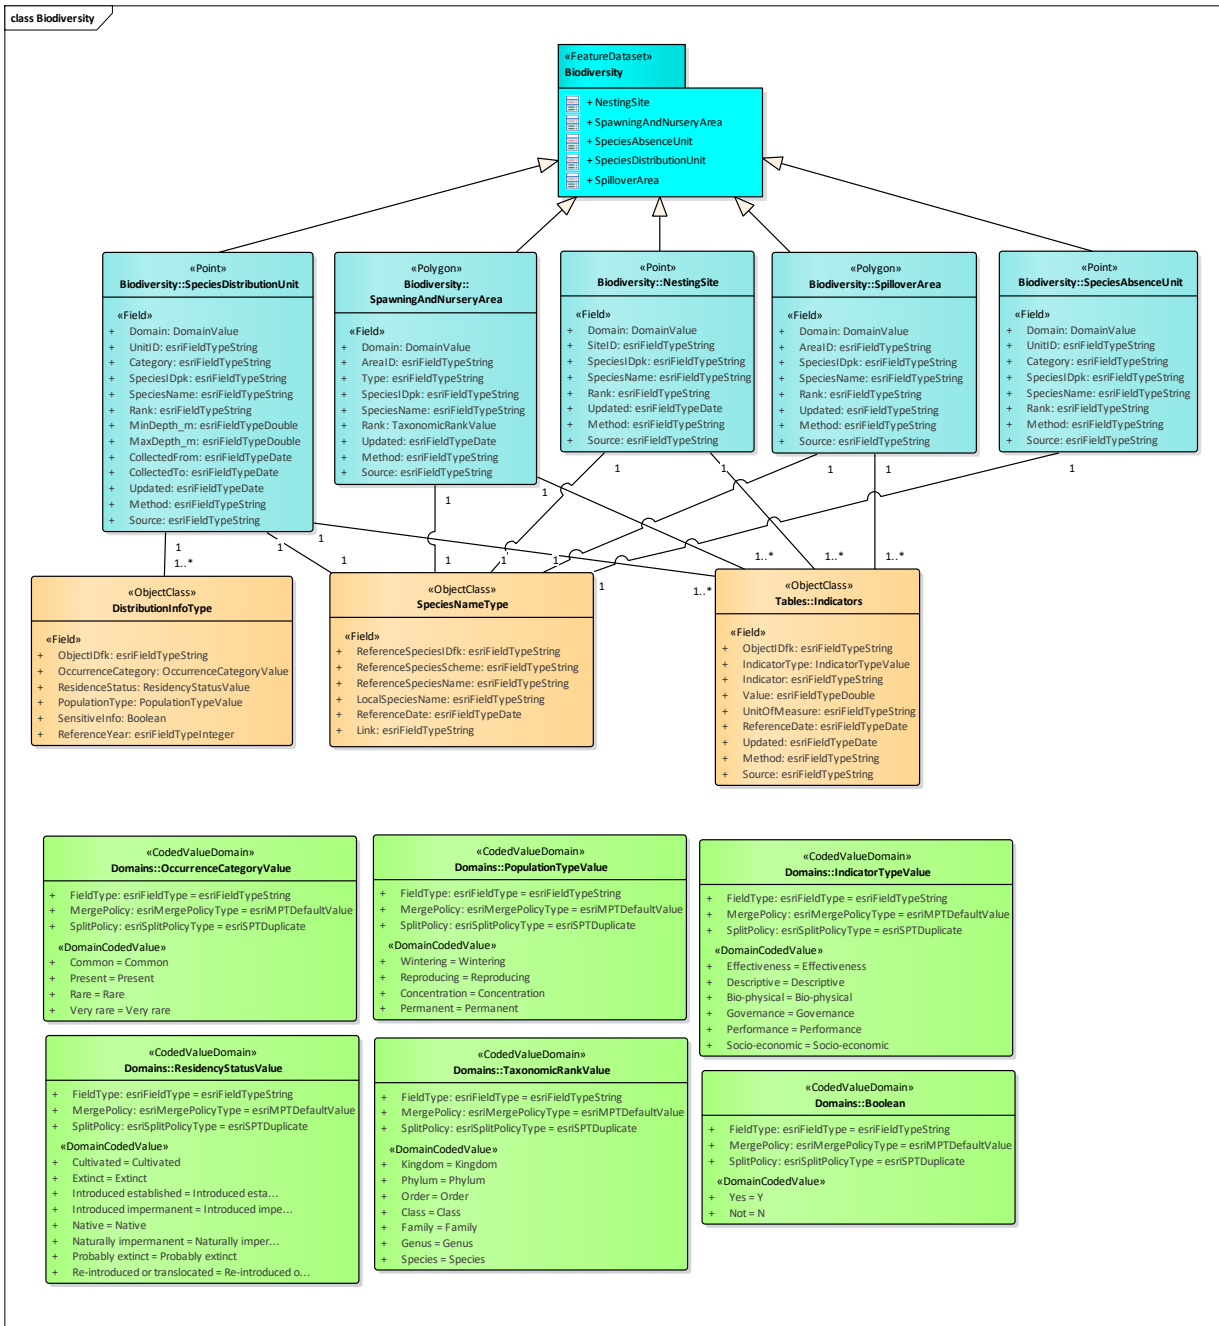 class Biodiversity
«FeatureDataset»
Biodiversity
+ NestingSite
+ SpawningAndNurseryArea
+ SpeciesAbsenceUnit
+ SpeciesDistributionUnit
+ SpilloverArea
«Point»
Biodiversity::SpeciesDistributionUnit
«Field»
+ Domain: DomainValue
+ UnitID: esriFieldTypeString
+ Category: esriFieldTypeString
+ SpeciesIDpk: esriFieldTypeString
+ SpeciesName: esriFieldTypeString
+ Rank: esriFieldTypeString
+ MinDepth_m: esriFieldTypeDouble
+ MaxDepth_m: esriFieldTypeDouble
+ CollectedFrom: esriFieldTypeDate
+ CollectedTo: esriFieldTypeDate
+ Updated: esriFieldTypeDate
+ Method: esriFieldTypeString
+ Source: esriFieldTypeString
«Polygon»
Biodiversity::
SpawningAndNurseryArea
«Field»
+ Domain: DomainValue
+ AreaID: esriFieldTypeString
+ Type: esriFieldTypeString
+ SpeciesIDpk: esriFieldTypeString
+ SpeciesName: esriFieldTypeString
+ Rank: TaxonomicRankValue
+ Updated: esriFieldTypeDate
+ Method: esriFieldTypeString
+ Source: esriFieldTypeString
«Point»
Biodiversity::NestingSite
«Field»
+ Domain: DomainValue
+ SiteID: esriFieldTypeString
+ SpeciesIDpk: esriFieldTypeString
+ SpeciesName: esriFieldTypeString
+ Rank: esriFieldTypeString
+ Updated: esriFieldTypeDate
+ Method: esriFieldTypeString
+ Source: esriFieldTypeString
«Polygon»
Biodiversity::SpilloverArea
«Field»
+ Domain: DomainValue
+ AreaID: esriFieldTypeString
+ SpeciesIDpk: esriFieldTypeString
+ SpeciesName: esriFieldTypeString
+ Rank: esriFieldTypeString
+ Updated: esriFieldTypeString
+ Method: esriFieldTypeString
+ Source: esriFieldTypeString
«Point»
Biodiversity::SpeciesAbsenceUnit
«Field»
+ Domain: DomainValue
+ UnitID: esriFieldTypeString
+ Category: esriFieldTypeString
+ SpeciesIDpk: esriFieldTypeString
+ SpeciesName: esriFieldTypeString
+ Rank: esriFieldTypeString
+ Method: esriFieldTypeString
+ Source: esriFieldTypeString
1 1 1 1
1 1
1
1 1
1..* 1 1 1 1 1..* 1..* 1..*
1 1..*
«ObjectClass»
DistributionInfoType
«Field»
+ ObjectIDfk: esriFieldTypeString
+ OccurrenceCategory: OccurrenceCategoryValue
+ ResidenceStatus: ResidencyStatusValue
+ PopulationType: PopulationTypeValue
+ SensitiveInfo: Boolean
+ ReferenceYear: esriFieldTypeInteger
«ObjectClass»
SpeciesNameType
«Field»
+ ReferenceSpeciesIDfk: esriFieldTypeString
+ ReferenceSpeciesScheme: esriFieldTypeString
+ ReferenceSpeciesName: esriFieldTypeString
+ LocalSpeciesName: esriFieldTypeString
+ ReferenceDate: esriFieldTypeDate
+ Link: esriFieldTypeString
«ObjectClass»
Tables::Indicators
«Field»
+ ObjectIDfk: esriFieldTypeString
+ IndicatorType: IndicatorTypeValue
+ Indicator: esriFieldTypeString
+ Value: esriFieldTypeDouble
+ UnitOfMeasure: esriFieldTypeString
+ ReferenceDate: esriFieldTypeDate
+ Updated: esriFieldTypeDate
+ Method: esriFieldTypeString
+ Source: esriFieldTypeString
«CodedValueDomain»
Domains::OccurrenceCategoryValue
+ FieldType: esriFieldType = esriFieldTypeString
+ MergePolicy: esriMergePolicyType = esriMPTDefaultValue
+ SplitPolicy: esriSplitPolicyType = esriSPTDuplicate
«DomainCodedValue»
+ Common = Common
+ Present = Present
+ Rare = Rare
+ Very rare = Very rare
«CodedValueDomain»
Domains::PopulationTypeValue
+ FieldType: esriFieldType = esriFieldTypeString
+ MergePolicy: esriMergePolicyType = esriMPTDefaultValue
+ SplitPolicy: esriSplitPolicyType = esriSPTDuplicate
«DomainCodedValue»
+ Wintering = Wintering
+ Reproducing = Reproducing
+ Concentration = Concentration
+ Permanent = Permanent
«CodedValueDomain»
Domains::IndicatorTypeValue
+ FieldType: esriFieldType = esriFieldTypeString
+ MergePolicy: esriMergePolicyType = esriMPTDefaultValue
+ SplitPolicy: esriSplitPolicyType = esriSPTDuplicate
«DomainCodedValue»
+ Effectiveness = Effectiveness
+ Descriptive = Descriptive
+ Bio-physical = Bio-physical
+ Governance = Governance
+ Performance = Performance
+ Socio-economic = Socio-economic
«CodedValueDomain»
Domains::ResidencyStatusValue
+ FieldType: esriFieldType = esriFieldTypeString
+ MergePolicy: esriMergePolicyType = esriMPTDefaultValue
+ SplitPolicy: esriSplitPolicyType = esriSPTDuplicate
«DomainCodedValue»
+ Cultivated = Cultivated
+ Extinct = Extinct
+ Introduced established = Introduced esta...
+ Introduced impermanent = Introduced impe...
+ Native = Native
+ Naturally impermanent = Naturally imper...
+ Probably extinct = Probably extinct
+ Re-introduced or translocated = Re-introduced o...
«CodedValueDomain»
Domains::TaxonomicRankValue
+ FieldType: esriFieldType = esriFieldTypeString
+ MergePolicy: esriMergePolicyType = esriMPTDefaultValue
+ SplitPolicy: esriSplitPolicyType = esriSPTDuplicate
«DomainCodedValue»
+ Kingdom = Kingdom
+ Phylum = Phylum
+ Order = Order
+ Class = Class
+ Family = Family
+ Genus = Genus
+ Species = Species
«CodedValueDomain»
Domains::Boolean
+ FieldType: esriFieldType = esriFieldTypeString
+ MergePolicy: esriMergePolicyType = esriMPTDefaultValue
+ SplitPolicy: esriSplitPolicyType = esriSPTDuplicate
«DomainCodedValue»
+ Yes = Y
+ Not = N